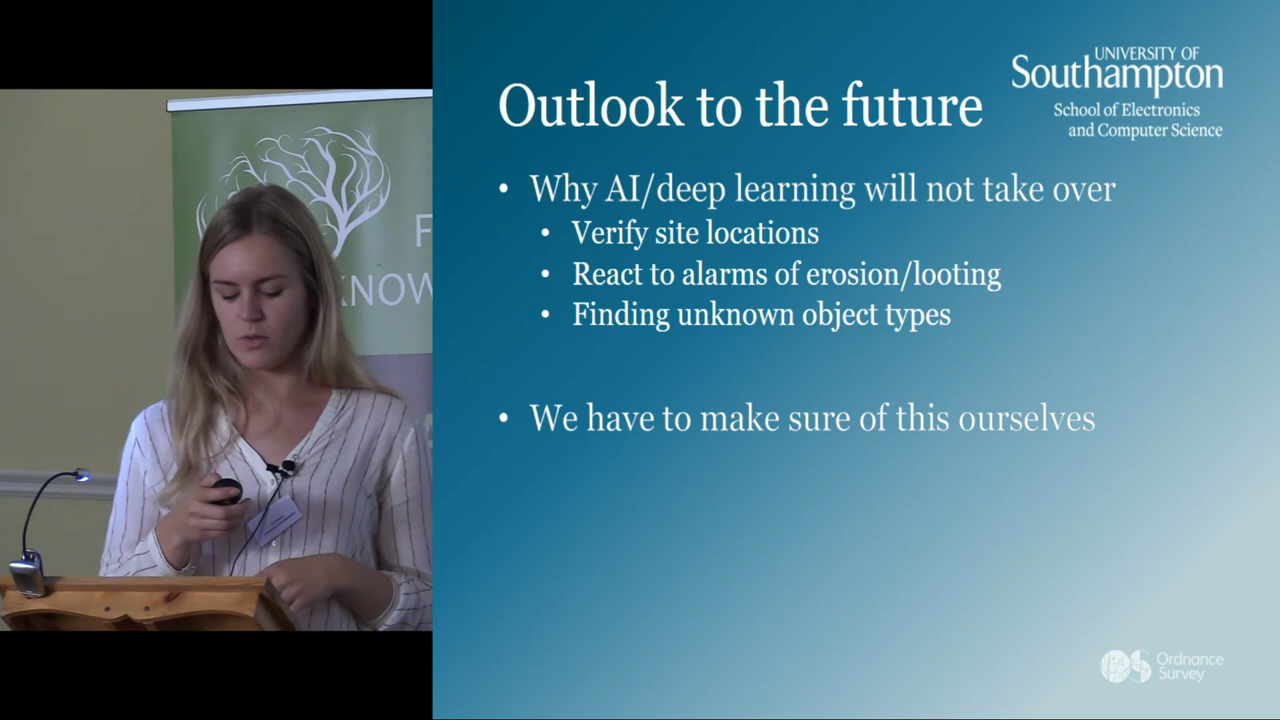 UNIVERSITY OF
Southampton
School of Electronics
and Computer Science
Outlook to the future
• Why AI/deep learning will not take over
• Verify site locations
• React to alarms of erosion/looting
• Finding unknown object types
• We have to make sure of this ourselves
Ordnance
Survey
F
KNOW